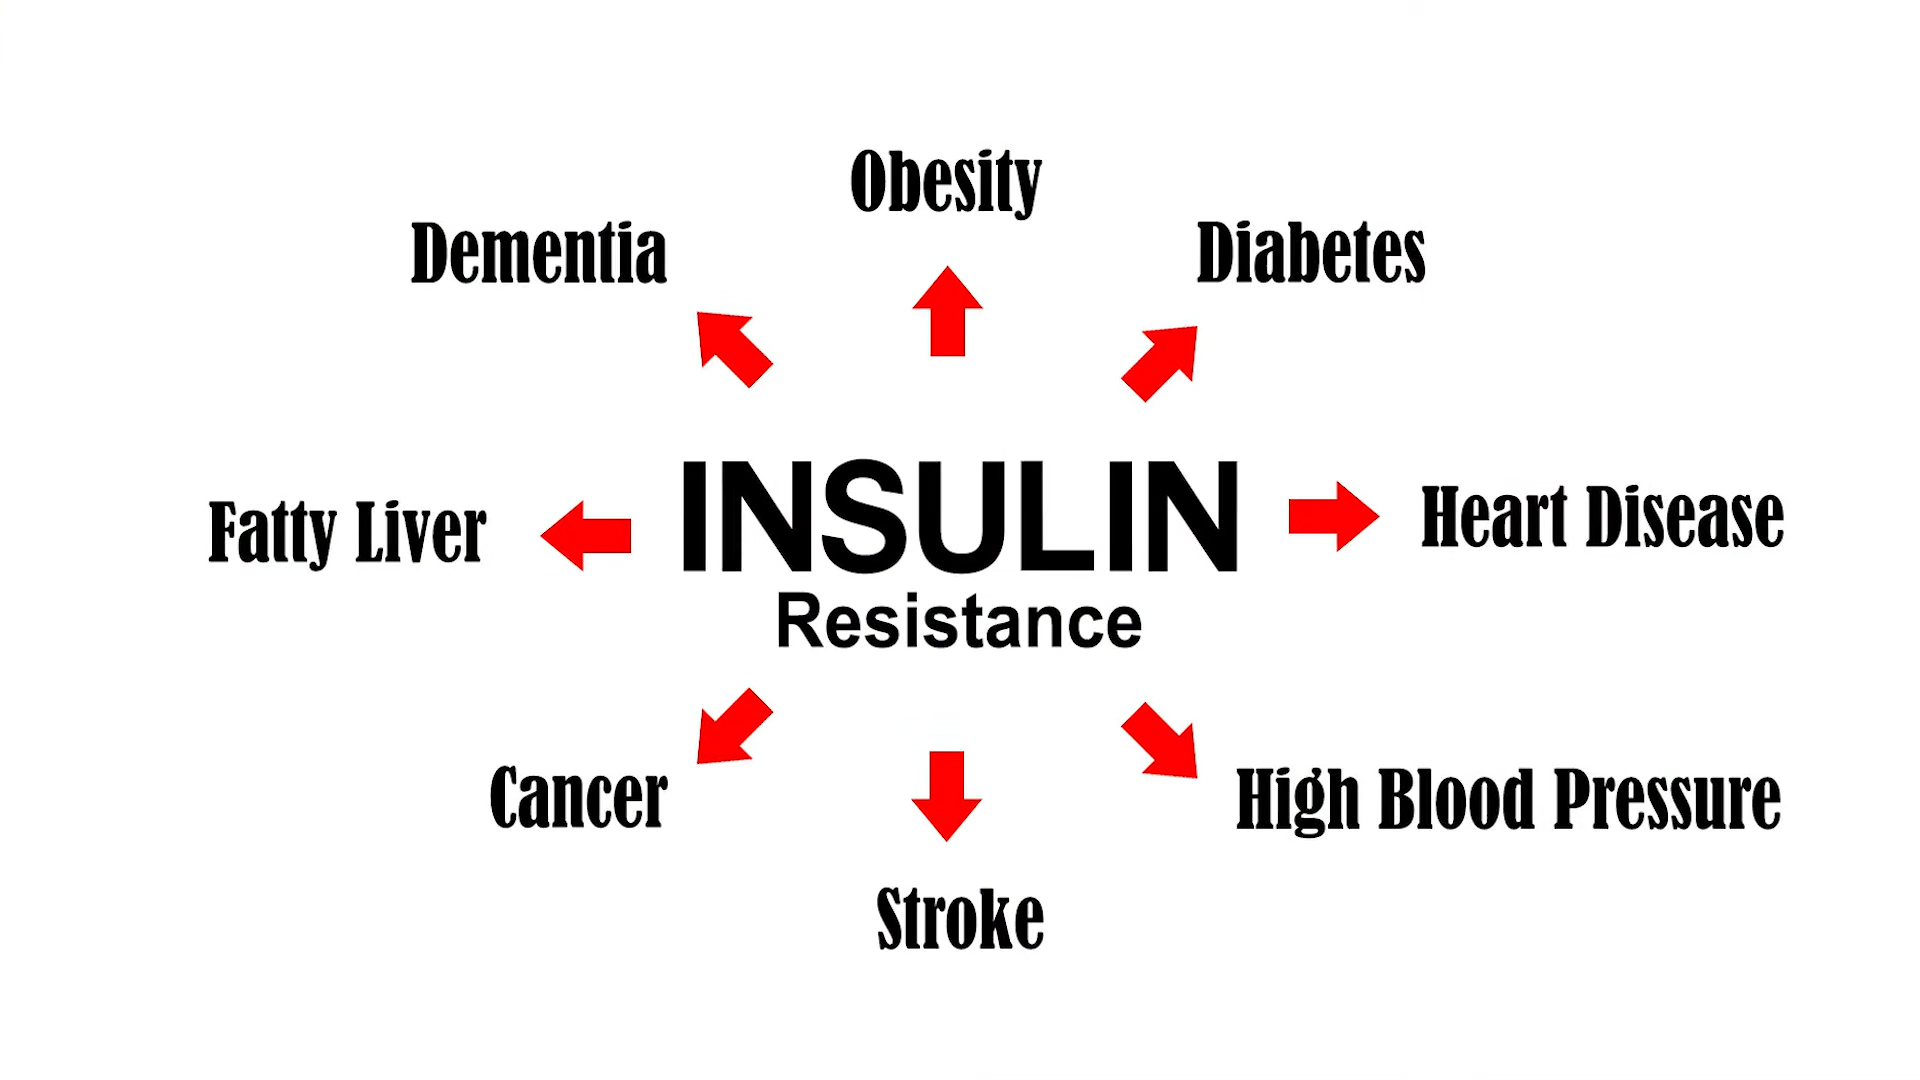 Obesity
Dementia
Diabetes
INSULIN
Resistance
Fatty Liver
Heart Disease
Cancer
High Blood Pressure
Stroke